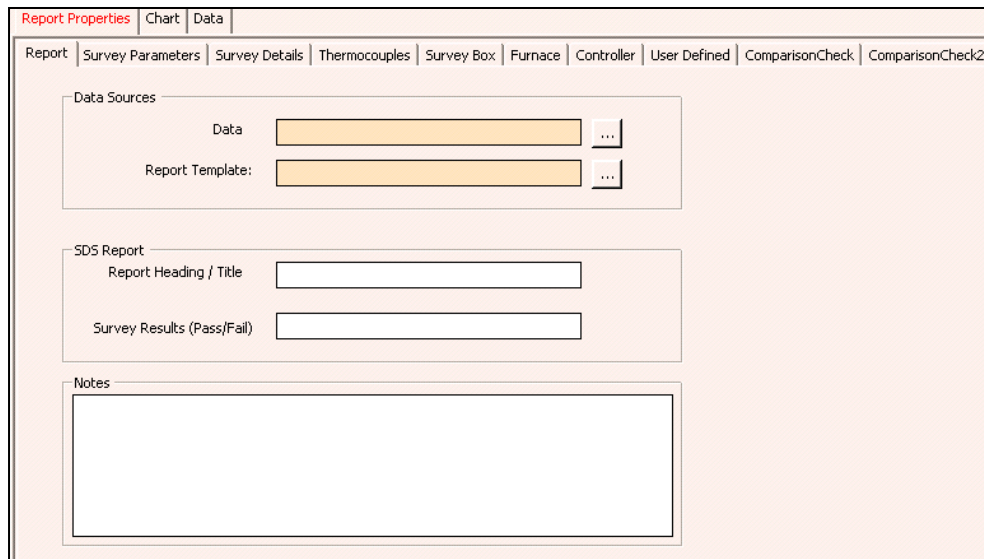 Report Properties Chart Data
Report Survey Parameters Survey Details Thermocouples Survey Box Furnace Controller User Defined ComparisonCheck ComparisonCheck2
Data Sources
Data ...
Report Template: ...
SDS Report
Report Heading / Title
Survey Results (Pass/Fail)
Notes